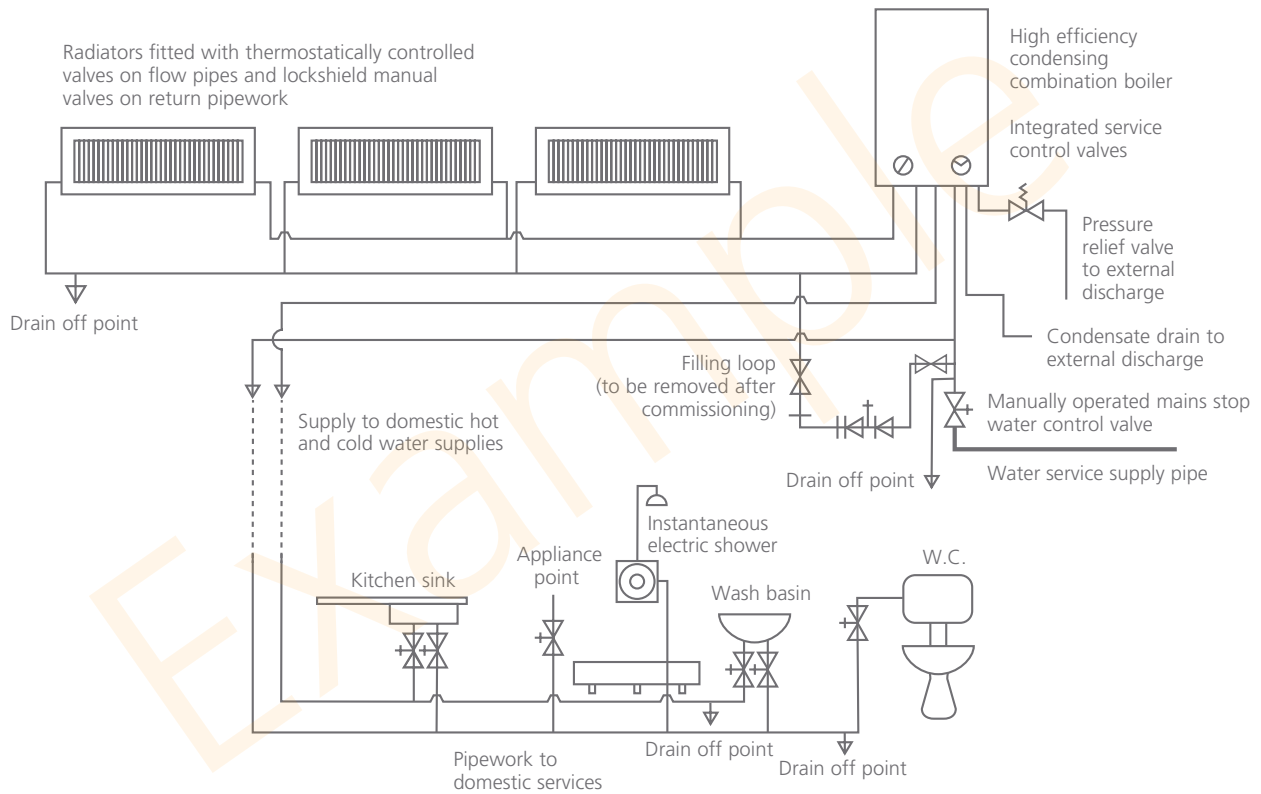 Radiators fitted with thermostatically controlled
valves on flow pipes and lockshield manual
valves on return pipework
High efficiency
condensing
combination boiler
Integrated service
control valves
Pressure
relief valve
to external
discharge
Drain off point
Condensate drain to
external discharge
Filling loop
(to be removed after
commissioning)
Manually operated mains stop
water control valve
Supply to domestic hot
and cold water supplies
Drain off point
Water service supply pipe
Instantaneous
electric shower
Appliance
point
W.C.
Kitchen sink
Wash basin
Drain off point
Drain off point
Pipework to
domestic services
Example